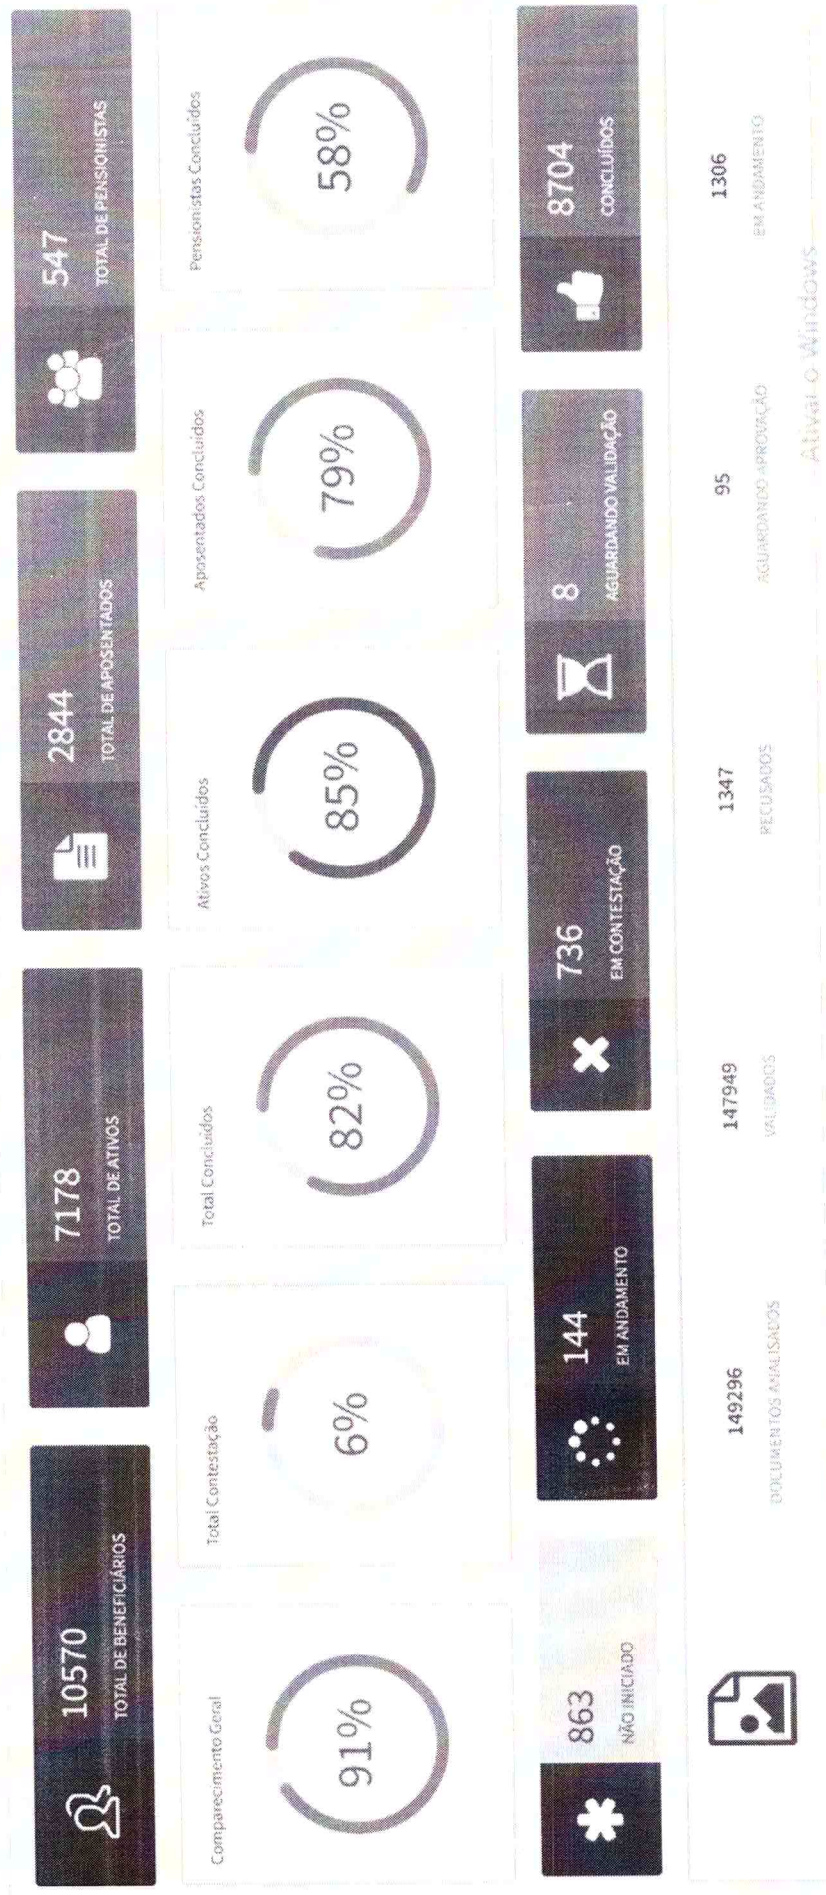 10570
TOTAL DE BENEFICIÁRIOS
7178
TOTAL DE ATIVOS
2844
TOTAL DE APOSENTADOS
547
TOTAL DE PENSIONISTAS
Comparecimento Geral
91%
Total Contestação
6%
Total Concluídos
82%
Ativos Concluídos
85%
Aposentados Concluídos
79%
Pensionistas Concluídos
58%
863
NÃO INICIADO
144
EM ANDAMENTO
736
EM CONTESTAÇÃO
8
AGUARDANDO VALIDAÇÃO
8704
CONCLUÍDOS
149296
DOCUMENTOS ANALISADOS
147949
VALIDADOS
1347
RECUSADOS
95
AGUARDANDO APROVAÇÃO
1306
EM ANDAMENTO
Ativar o Windows